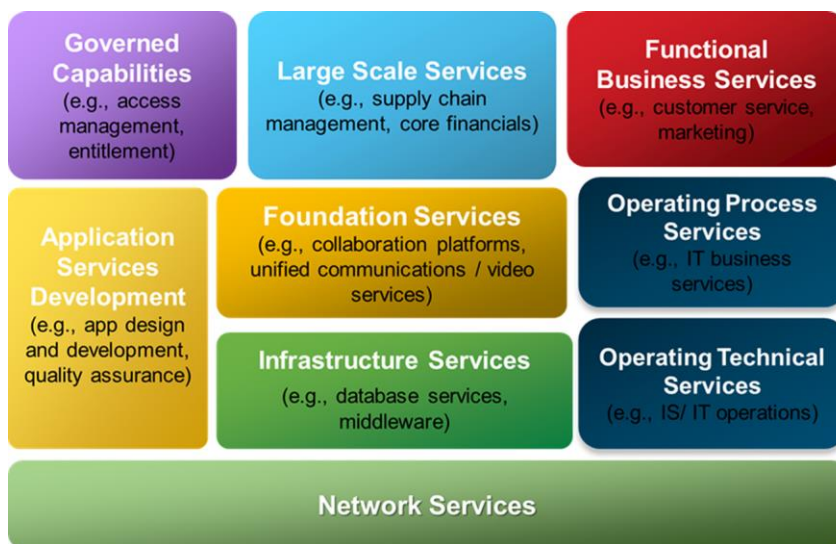 Governed
Capabilities
(e.g., access
management,
entitlement)
Large Scale Services
(e.g., supply chain
management, core financials)
Functional
Business Services
(e.g., customer service,
marketing)
Application
Services
Development
(e.g., app design
and development,
quality assurance)
Foundation Services
(e.g., collaboration platforms,
unified communications / video
services)
Operating Process
Services
(e.g., IT business
services)
Infrastructure Services
(e.g., database services,
middleware)
Operating Technical
Services
(e.g., IS/ IT operations)
Network Services